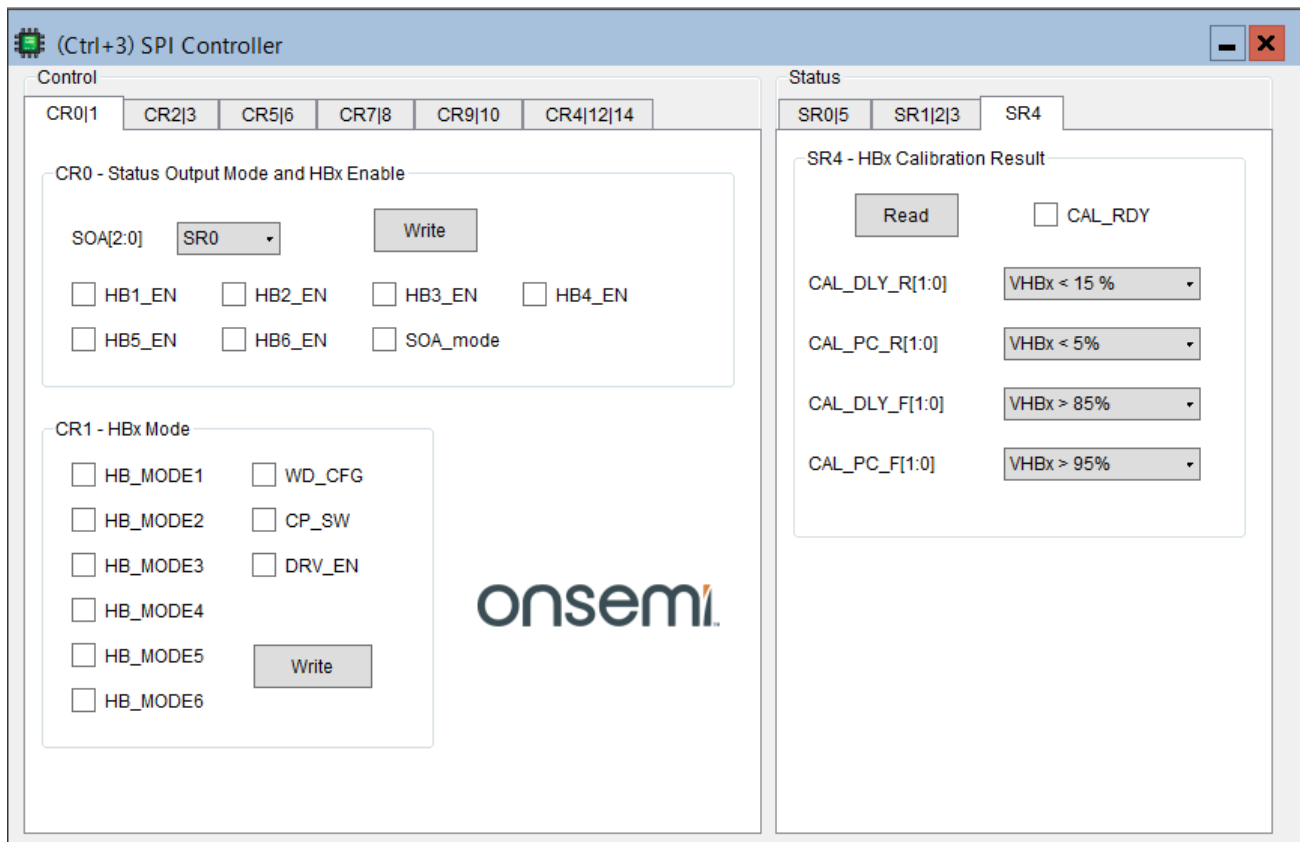 (Ctrl+3) SPI Controller
Control
CR0|1 CR2|3 CR5|6 CR7|8 CR9|10 CR4|12|14
CR0 - Status Output Mode and HBx Enable
SOA[2:0] SR0 Write
HB1_EN HB2_EN HB3_EN HB4_EN
HB5_EN HB6_EN SOA_mode
CR1 - HBx Mode
HB_MODE1 WD_CFG
HB_MODE2 CP_SW
HB_MODE3 DRV_EN
HB_MODE4
HB_MODE5 Write
HB_MODE6
onsemi
Status
SR0|5 SR1|2|3 SR4
SR4 - HBx Calibration Result
Read CAL_RDY
CAL_DLY_R[1:0] VHBx < 15 %
CAL_PC_R[1:0] VHBx < 5%
CAL_DLY_F[1:0] VHBx > 85%
CAL_PC_F[1:0] VHBx > 95%